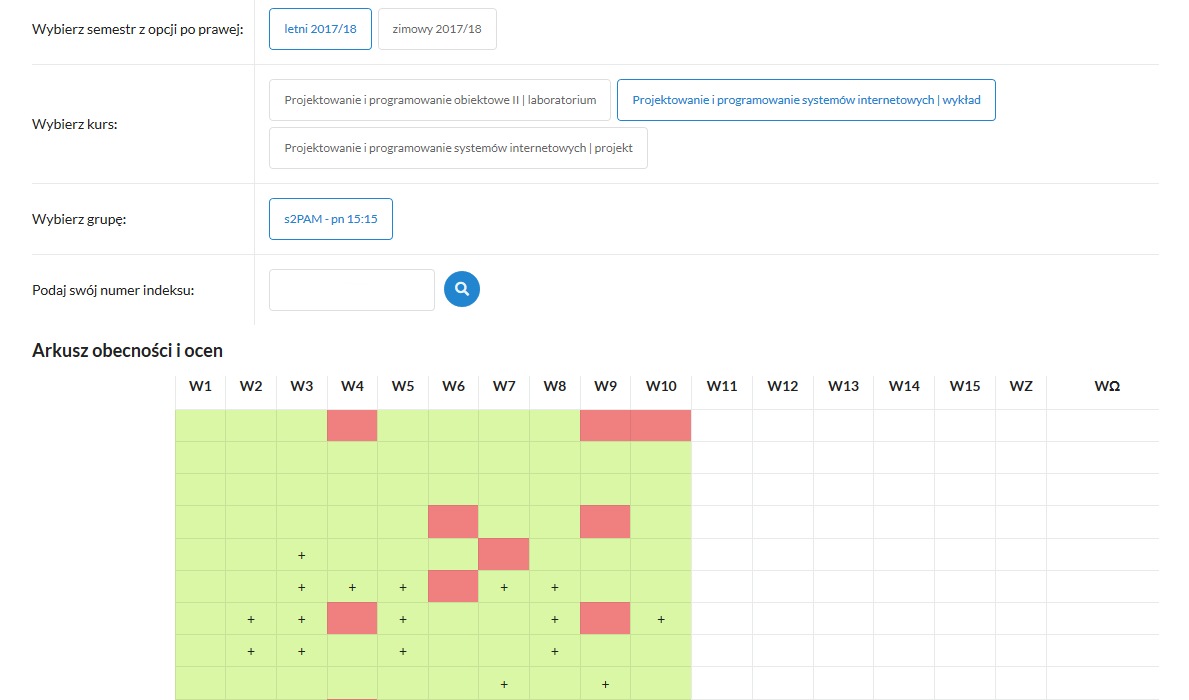 Wybierz semestr z opcji po prawej: letni 2017/18 zimowy 2017/18
Wybierz kurs:
Projektowanie i programowanie obiektowe II | laboratorium Projektowanie i programowanie systemów internetowych | wykład
Projektowanie i programowanie systemów internetowych | projekt
Wybierz grupę: s2PAM - pn 15:15
Podaj swój numer indeksu:
Arkusz obecności i ocen
W1 W2 W3 W4 W5 W6 W7 W8 W9 W10 W11 W12 W13 W14 W15 WZ WΩ
+
+ + + + +
+ + + + +
+ + + +
+ +